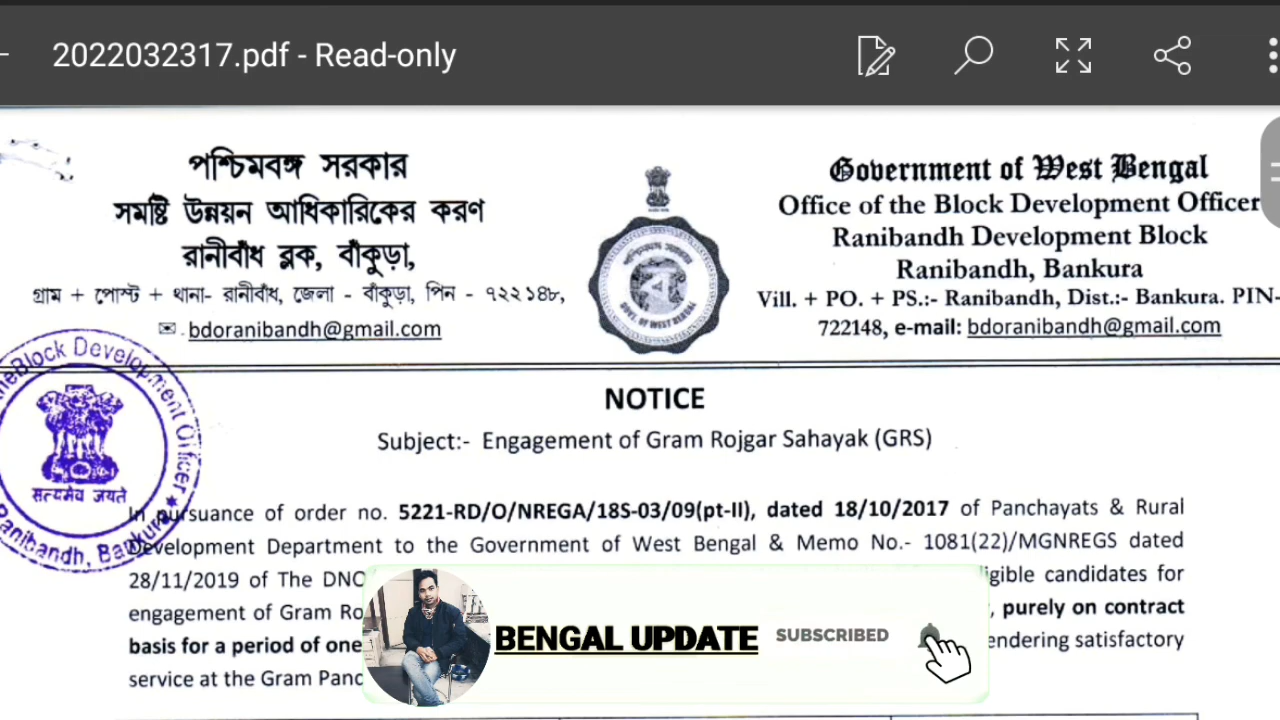 2022032317.pdf - Read-only
পশ্চিমবঙ্গ সরকার
সমষ্টি উন্নয়ন আধিকারিকের করণ
রানীবাঁধ ব্লক, বাঁকুড়া,
গ্রাম + পোস্ট + থানা- রানীবাঁধ, জেলা - বাঁকুড়া, পিন - ৭২২১৪৮,
bdoranibandh@gmail.com
GOVT. OF WEST BENGAL
Government of West Bengal
Office of the Block Development Officer
Ranibandh Development Block
Ranibandh, Bankura
Vill. + PO. + PS.:- Ranibandh, Dist.:- Bankura. PIN-
722148, e-mail: bdoranibandh@gmail.com
Block Development Officer
सत्यमेव जयते
Ranibandh, Bankura
NOTICE
Subject:- Engagement of Gram Rojgar Sahayak (GRS)
In pursuance of order no. 5221-RD/O/NREGA/18S-03/09(pt-II), dated 18/10/2017 of Panchayats & Rural
Development Department to the Government of West Bengal & Memo No.- 1081(22)/MGNREGS dated
28/11/2019 of The DNO igible candidates for
engagement of Gram Ro , purely on contract
basis for a period of one endering satisfactory
service at the Gram Panc
BENGAL UPDATE SUBSCRIBED